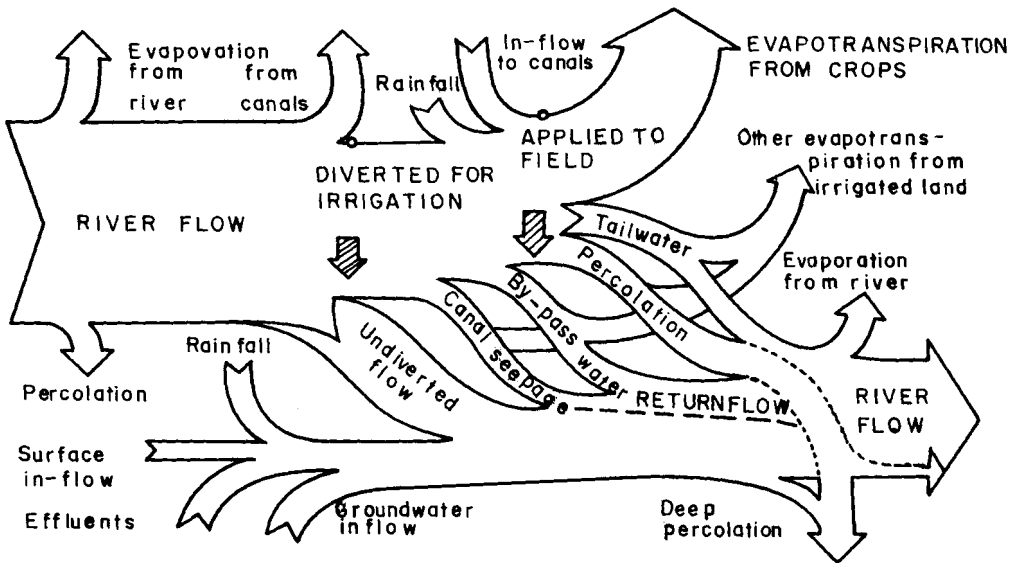 Evapovation
from from
river canals
In-flow
to canals
Rainfall
EVAPOTRANSPIRATION
FROM CROPS
APPLIED TO
FIELD
Other evapotrans-
piration from
irrigated land
DIVERTED FOR
IRRIGATION
RIVER FLOW
Tailwater
Percolation
Evaporation
from river
By-pass water
Canal seepage
Undiverted
flow
Rainfall
Percolation
RETURNFLOW
RIVER
FLOW
Surface
in-flow
Effluents
Groundwater
inflow
Deep
percolation